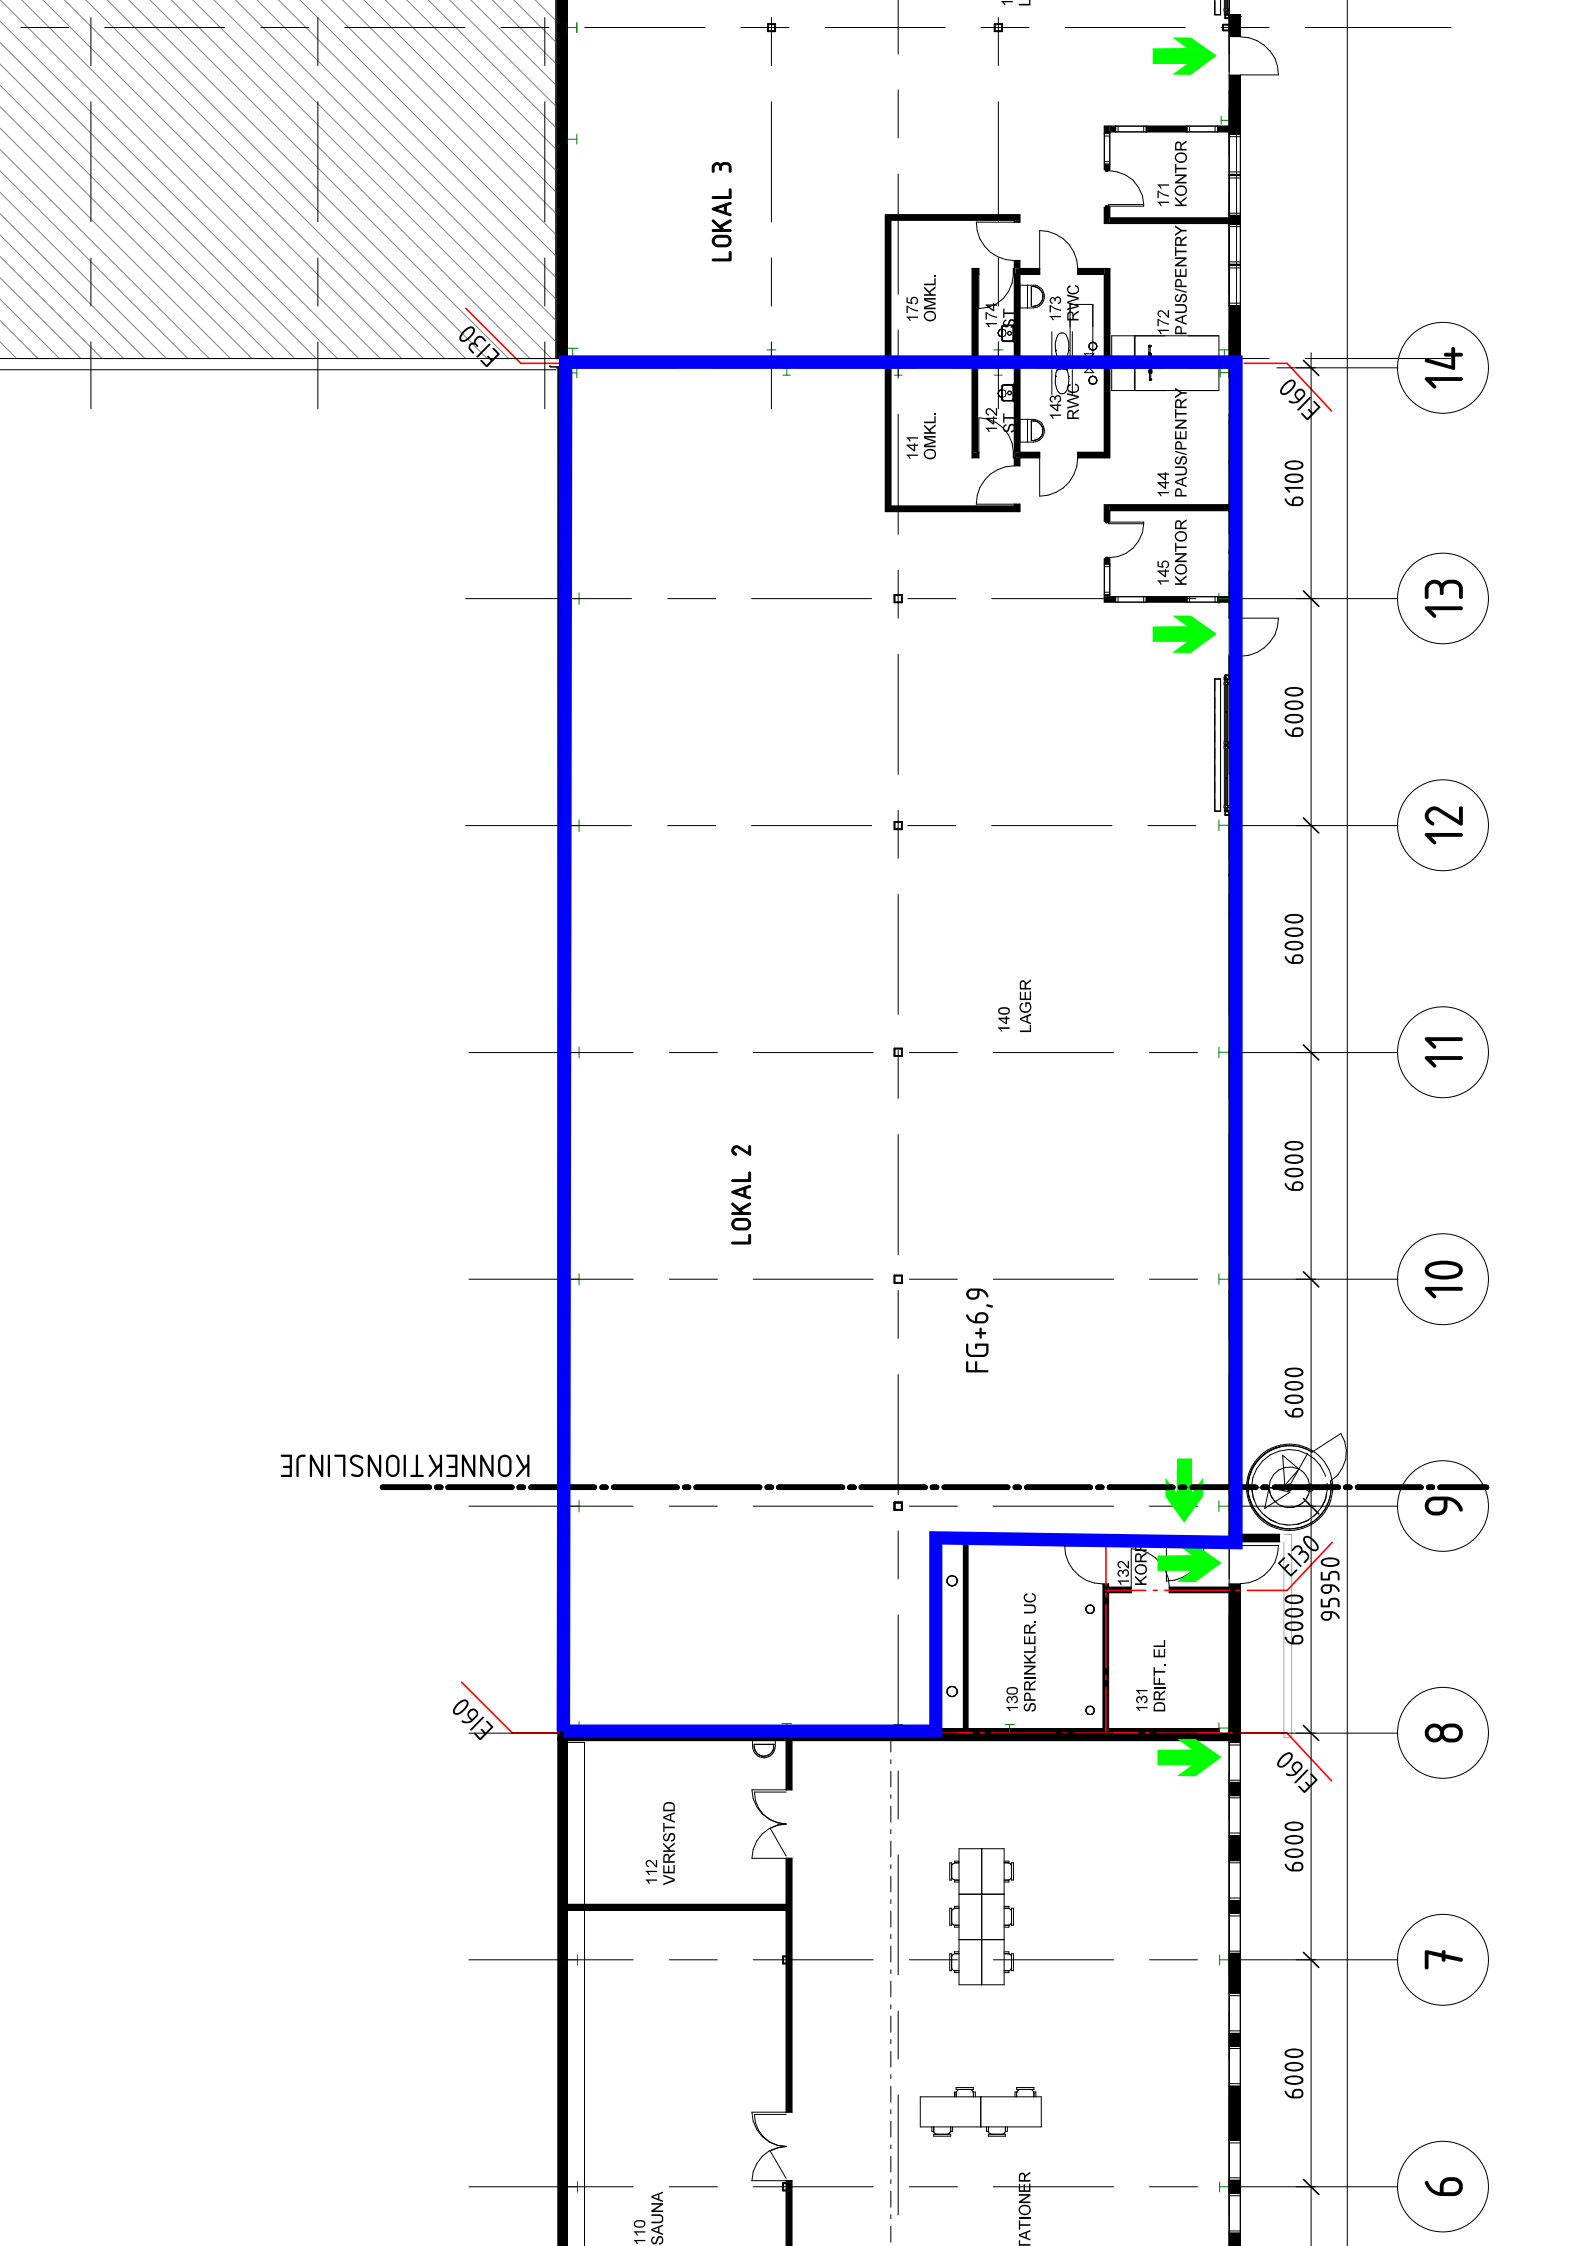 LOKAL 3
171
KONTOR
175
OMKL.
174
ST
173
RWC
172
PAUS/PENTRY
EI30
EI60
14
141
OMKL.
142
ST
143
RWC
144
PAUS/PENTRY
6100
145
KONTOR
13
6000
12
6000
140
LAGER
11
LOKAL 2
6000
10
FG+6,9
6000
KONNEKTIONSLINJE
9
132
EI30
6000
95950
130
SPRINKLER. UC
131
DRIFT. EL
EI60
8
EI60
112
VERKSTAD
6000
7
6000
6
110
SAUNA
TATIONER